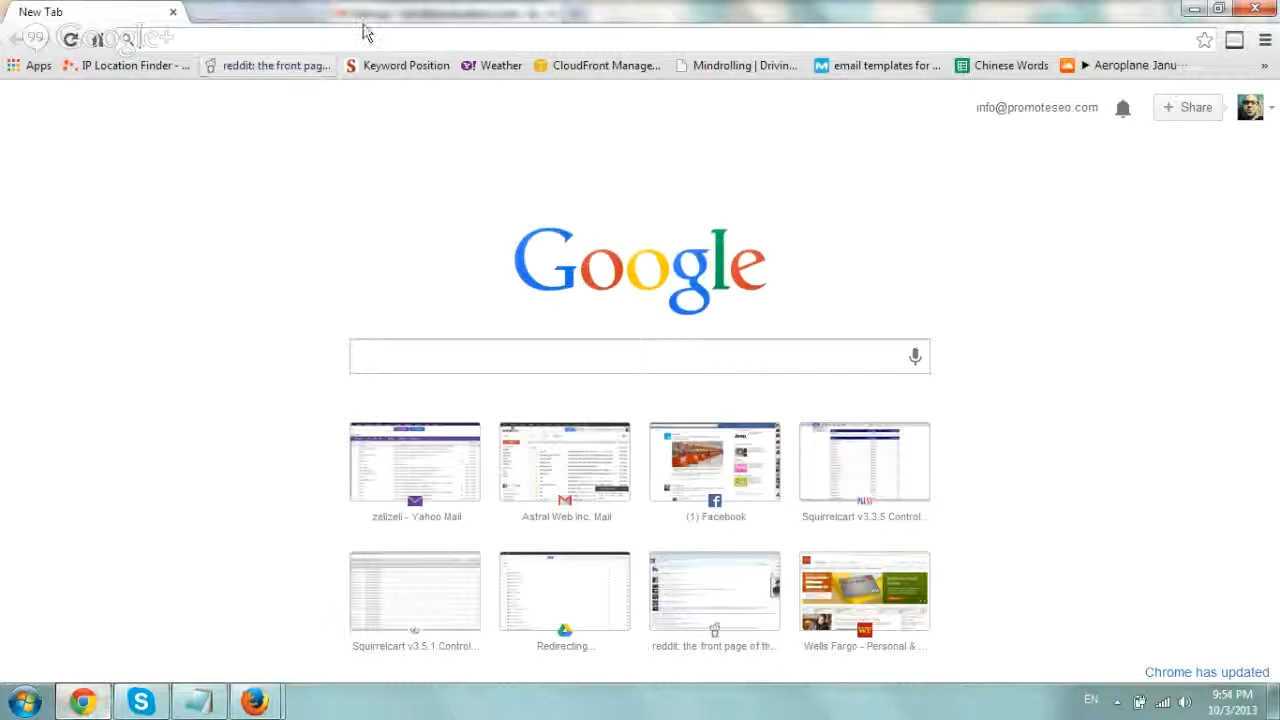 New Tab
99 Google+
Apps IP Location Finder - ... reddit: the front pag... Keyword Position Weather CloudFront Manage... Mindrolling | Drivin... email templates for ... Chinese Words ► Aeroplane Janu »
info@promoteseo.com + Share
Google
zelizeli - Yahoo Mail Astral Web Inc. Mail (1) Facebook Squirrelcart v3.3.5 Control...
Squirrelcart v3.5.1 Control... Redirecting... reddit: the front page of th... Wells Fargo - Personal & ...
Chrome has updated
EN 9:54 PM
10/3/2013